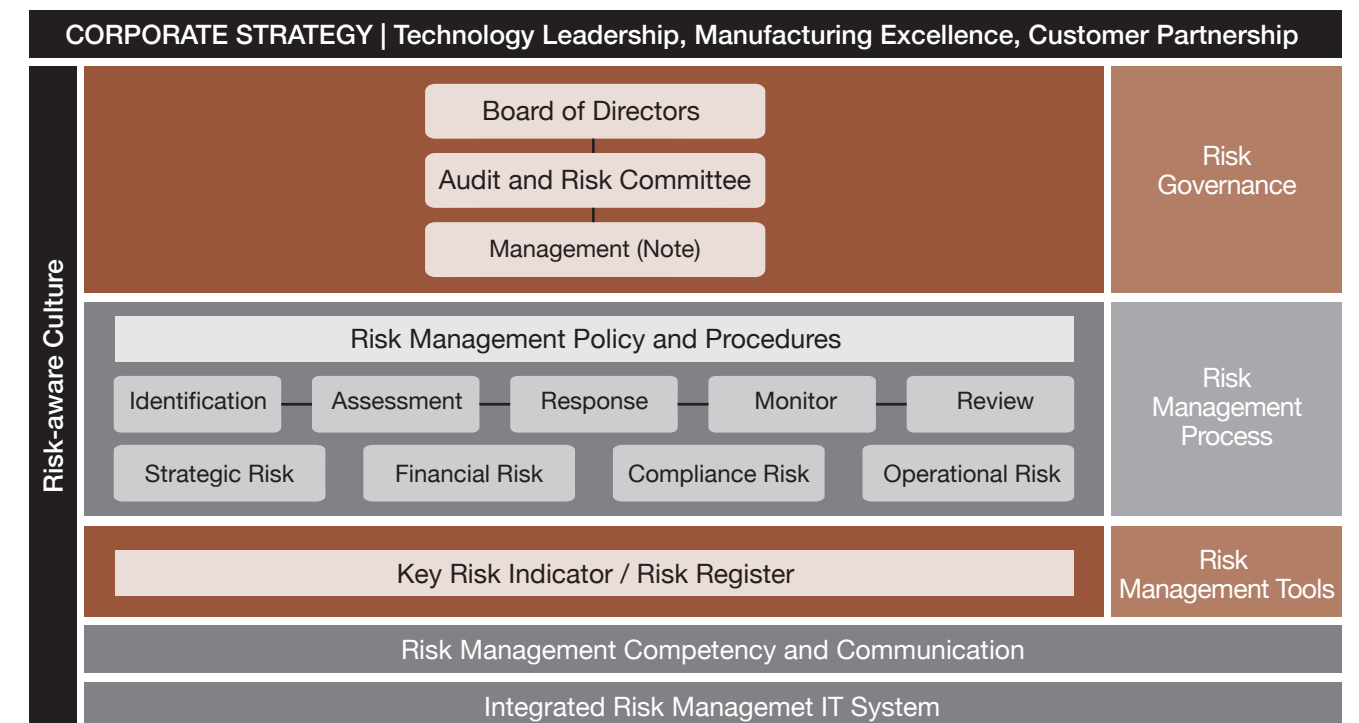 CORPORATE STRATEGY | Technology Leadership, Manufacturing Excellence, Customer Partnership
Risk-aware Culture
Board of Directors
Audit and Risk Committee
Management (Note)
Risk
Governance
Risk Management Policy and Procedures
Identification
Assessment
Response
Monitor
Review
Strategic Risk
Financial Risk
Compliance Risk
Operational Risk
Risk
Management
Process
Key Risk Indicator / Risk Register
Risk
Management Tools
Risk Management Competency and Communication
Integrated Risk Managemet IT System